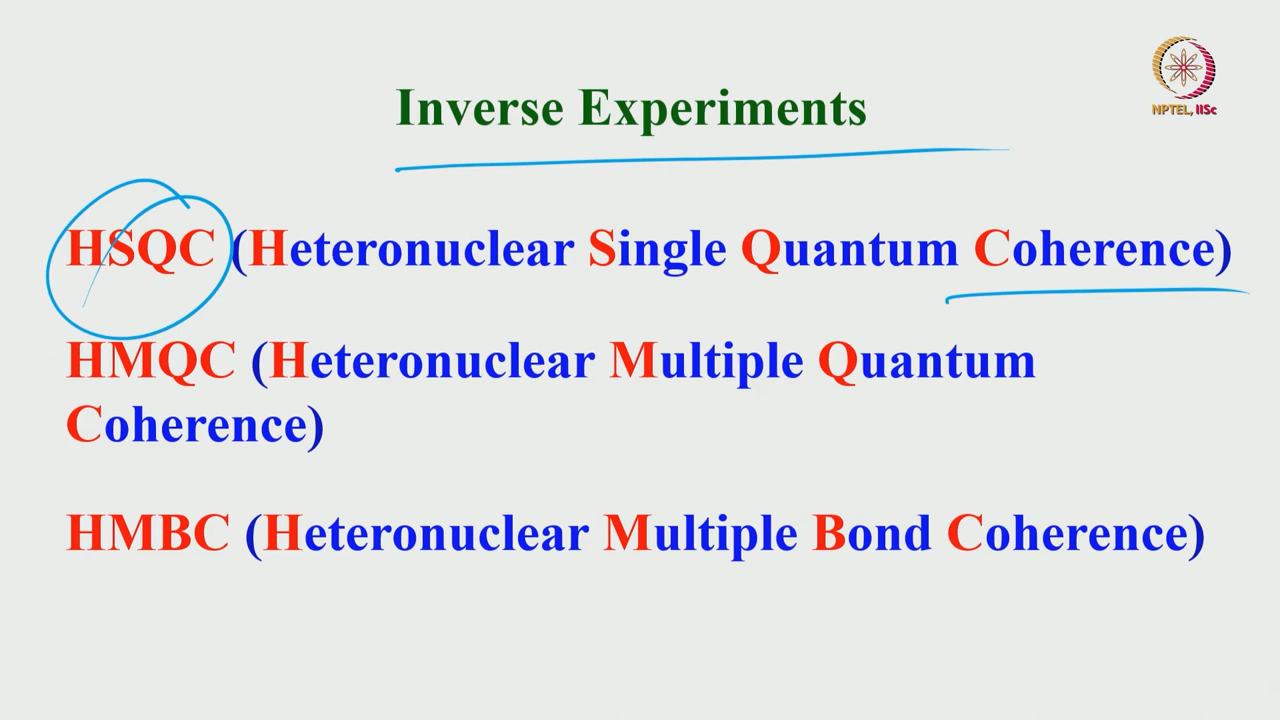 Inverse Experiments
NPTEL, IISc
HSQC (Heteronuclear Single Quantum Coherence)
HMQC (Heteronuclear Multiple Quantum
Coherence)
HMBC (Heteronuclear Multiple Bond Coherence)